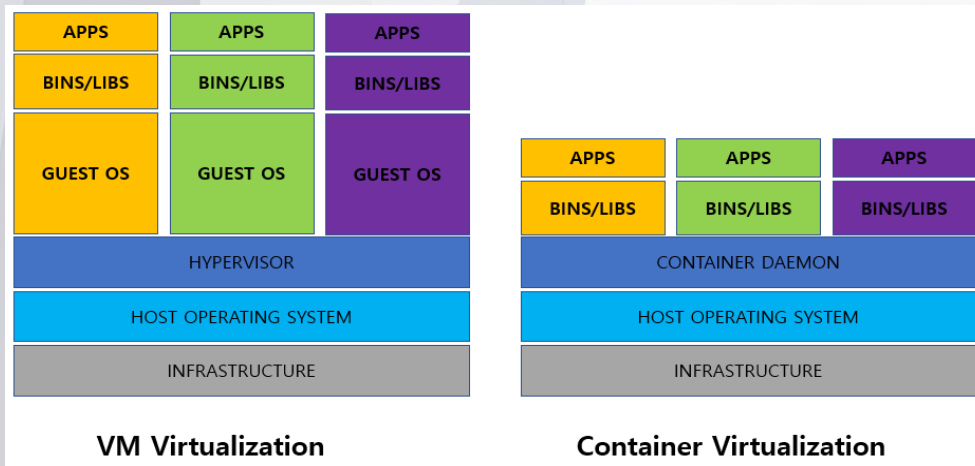 APPS APPS APPS
BINS/LIBS BINS/LIBS BINS/LIBS
GUEST OS GUEST OS GUEST OS
HYPERVISOR
HOST OPERATING SYSTEM
INFRASTRUCTURE
VM Virtualization
APPS APPS APPS
BINS/LIBS BINS/LIBS BINS/LIBS
CONTAINER DAEMON
HOST OPERATING SYSTEM
INFRASTRUCTURE
Container Virtualization